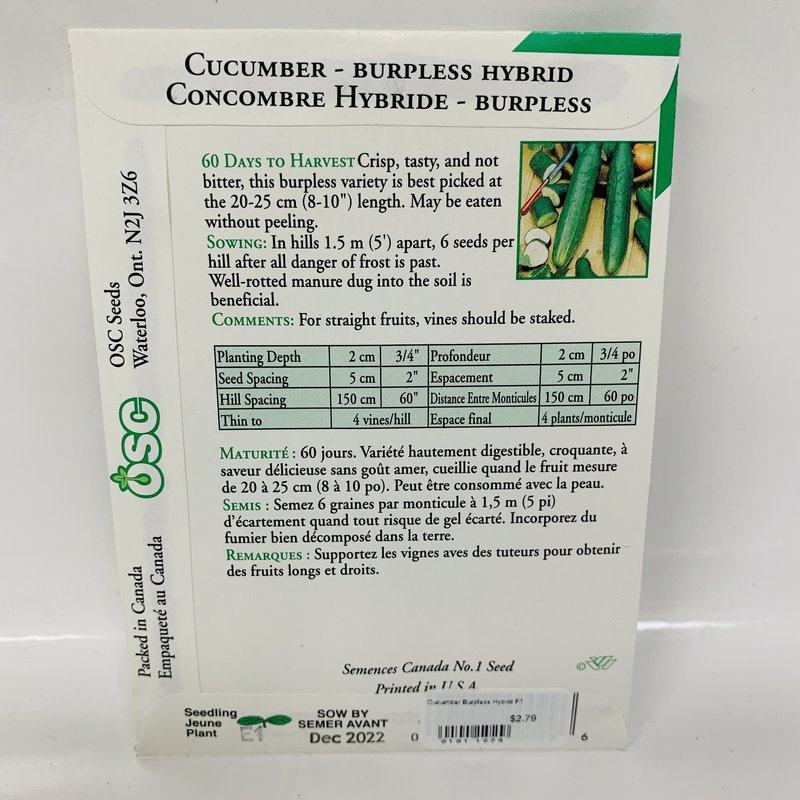 CUCUMBER - BURPLESS HYBRID
CONCOMBRE HYBRIDE - BURPLESS
60 DAYS TO HARVEST Crisp, tasty, and not
bitter, this burpless variety is best picked at
the 20-25 cm (8-10") length. May be eaten
without peeling.
SOWING: In hills 1.5 m (5') apart, 6 seeds per
hill after all danger of frost is past.
Well-rotted manure dug into the soil is
beneficial.
COMMENTS: For straight fruits, vines should be staked.
Planting Depth 2 cm 3/4" Profondeur 2 cm 3/4 po
Seed Spacing 5 cm 2" Espacement 5 cm 2"
Hill Spacing 150 cm 60" Distance Entre Monticules 150 cm 60 po
Thin to 4 vines/hill Espace final 4 plants/monticule
MATURITÉ : 60 jours. Variété hautement digestible, croquante, à
saveur délicieuse sans goût amer, cueillie quand le fruit mesure
de 20 à 25 cm (8 à 10 po). Peut être consommé avec la peau.
SEMIS : Semez 6 graines par monticule à 1,5 m (5 pi)
d'écartement quand tout risque de gel écarté. Incorporez du
fumier bien décomposé dans la terre.
REMARQUES : Supportez les vignes aves des tuteurs pour obtenir
des fruits longs et droits.
OSC Seeds
Waterloo, Ont. N2J 3Z6
OSC
Packed in Canada
Empaqueté au Canada
Semences Canada No.1 Seed
Printed in U.S.A.
©
Seedling
Jeune
Plant
E1
SOW BY
SEMER AVANT
Dec 2022
Cucumber Burpless Hybrid F1
$2.79
0
6